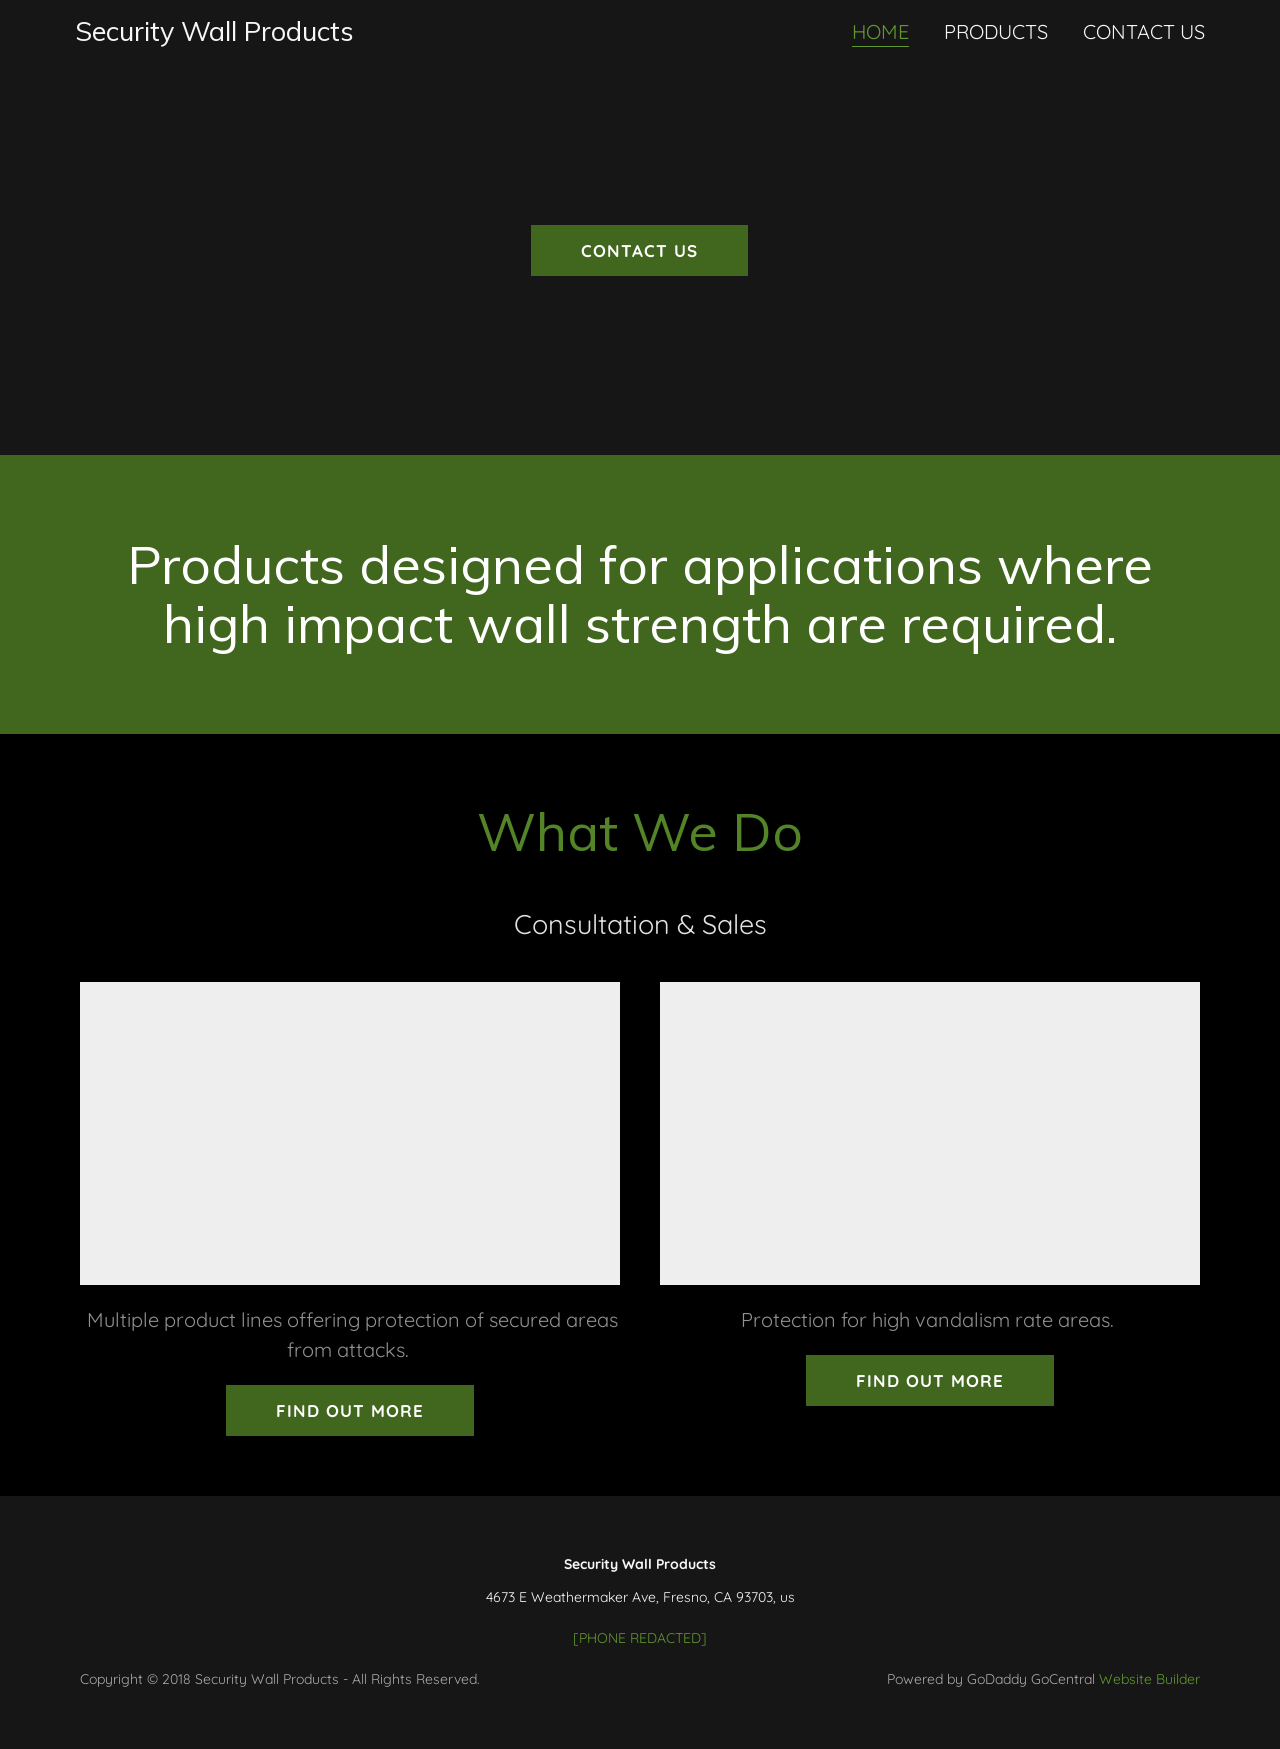 Security Wall Products
HOME
PRODUCTS
CONTACT US
CONTACT US
Products designed for applications where
high impact wall strength are required.
What We Do
Consultation & Sales
Multiple product lines offering protection of secured areas
from attacks.
FIND OUT MORE
Protection for high vandalism rate areas.
FIND OUT MORE
Security Wall Products
4673 E Weathermaker Ave, Fresno, CA 93703, us
[PHONE REDACTED]
Copyright © 2018 Security Wall Products - All Rights Reserved.
Powered by GoDaddy GoCentral Website Builder